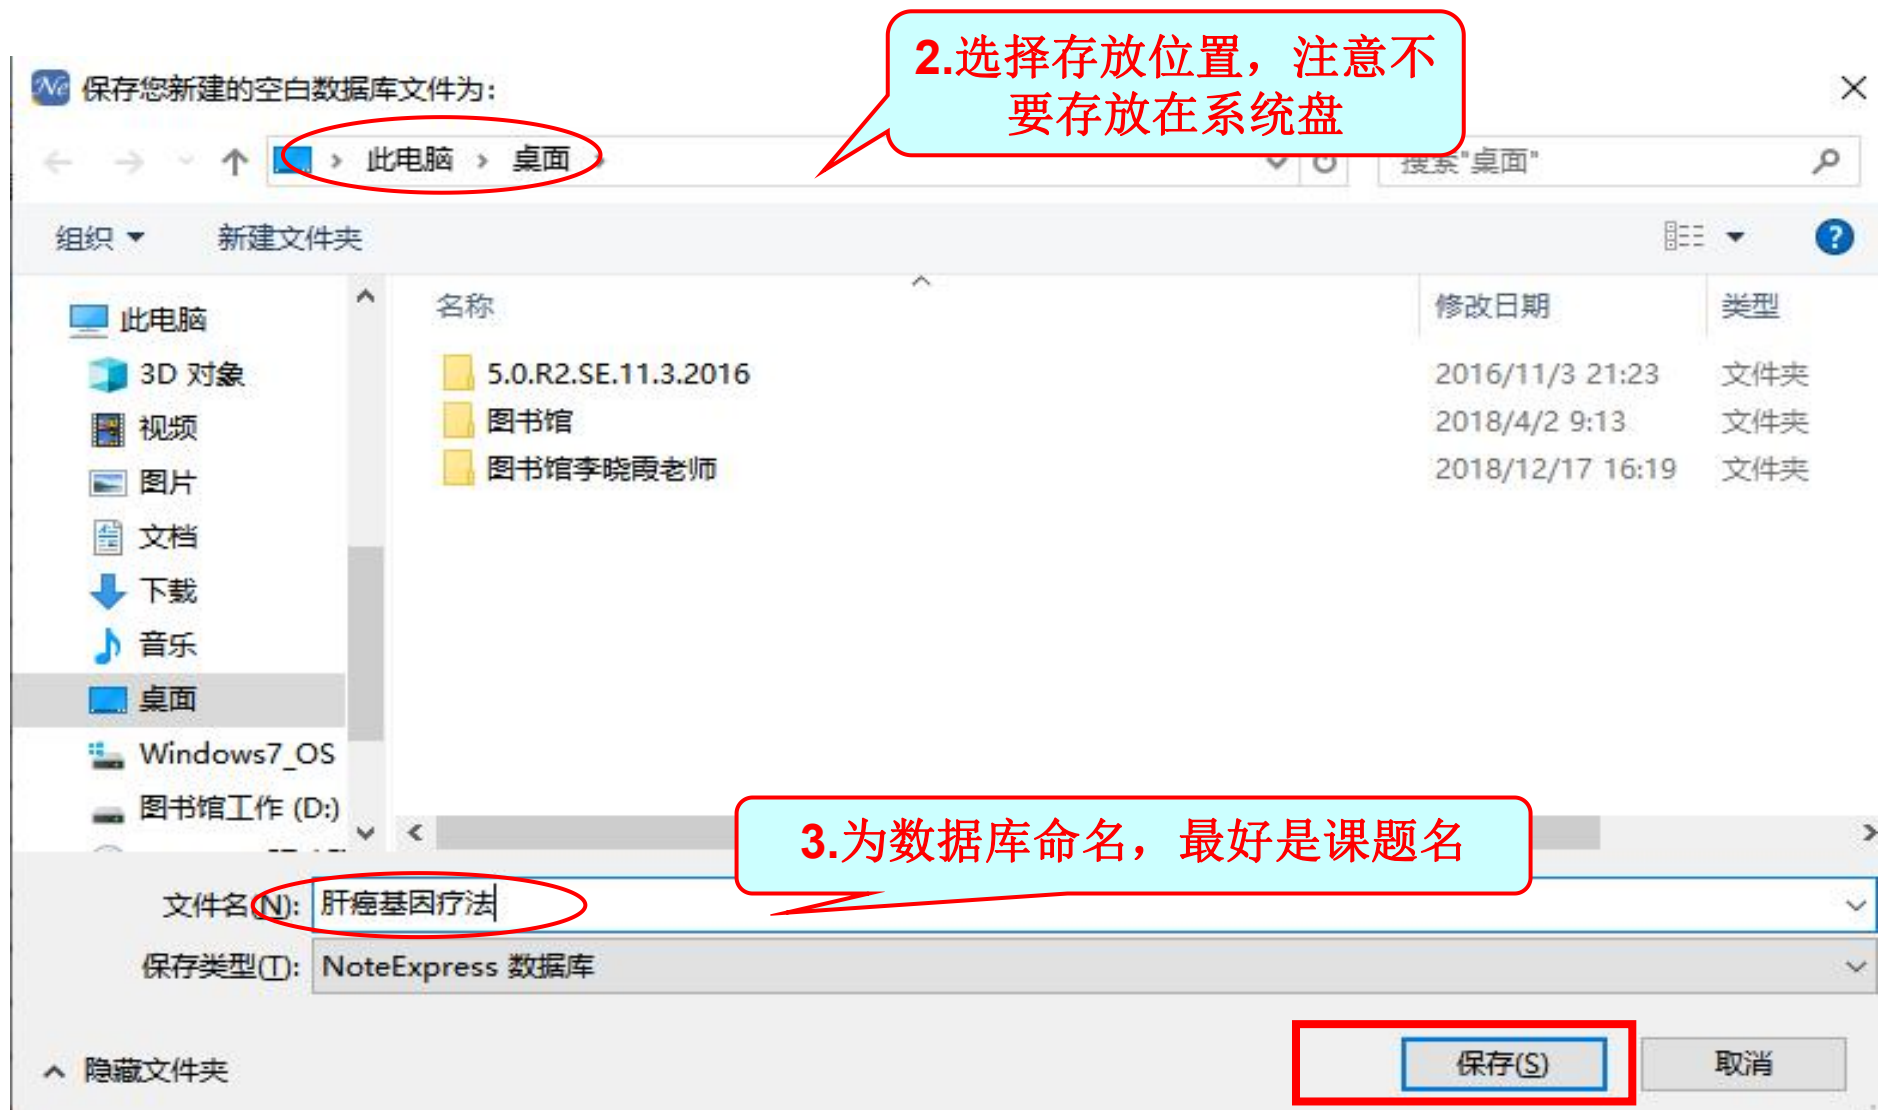 2.选择存放位置，注意不
要存放在系统盘
Ne 保存您新建的空白数据库文件为:
此电脑 › 桌面 ›
搜索"桌面"
组织 新建文件夹
名称 修改日期 类型
此电脑
3D 对象
视频
图片
文档
下载
音乐
桌面
Windows7_OS
图书馆工作 (D:)
5.0.R2.SE.11.3.2016 2016/11/3 21:23 文件夹
图书馆 2018/4/2 9:13 文件夹
图书馆李晓霞老师 2018/12/17 16:19 文件夹
3.为数据库命名，最好是课题名
文件名(N): 肝癌基因疗法
保存类型(T): NoteExpress 数据库
隐藏文件夹
保存(S) 取消